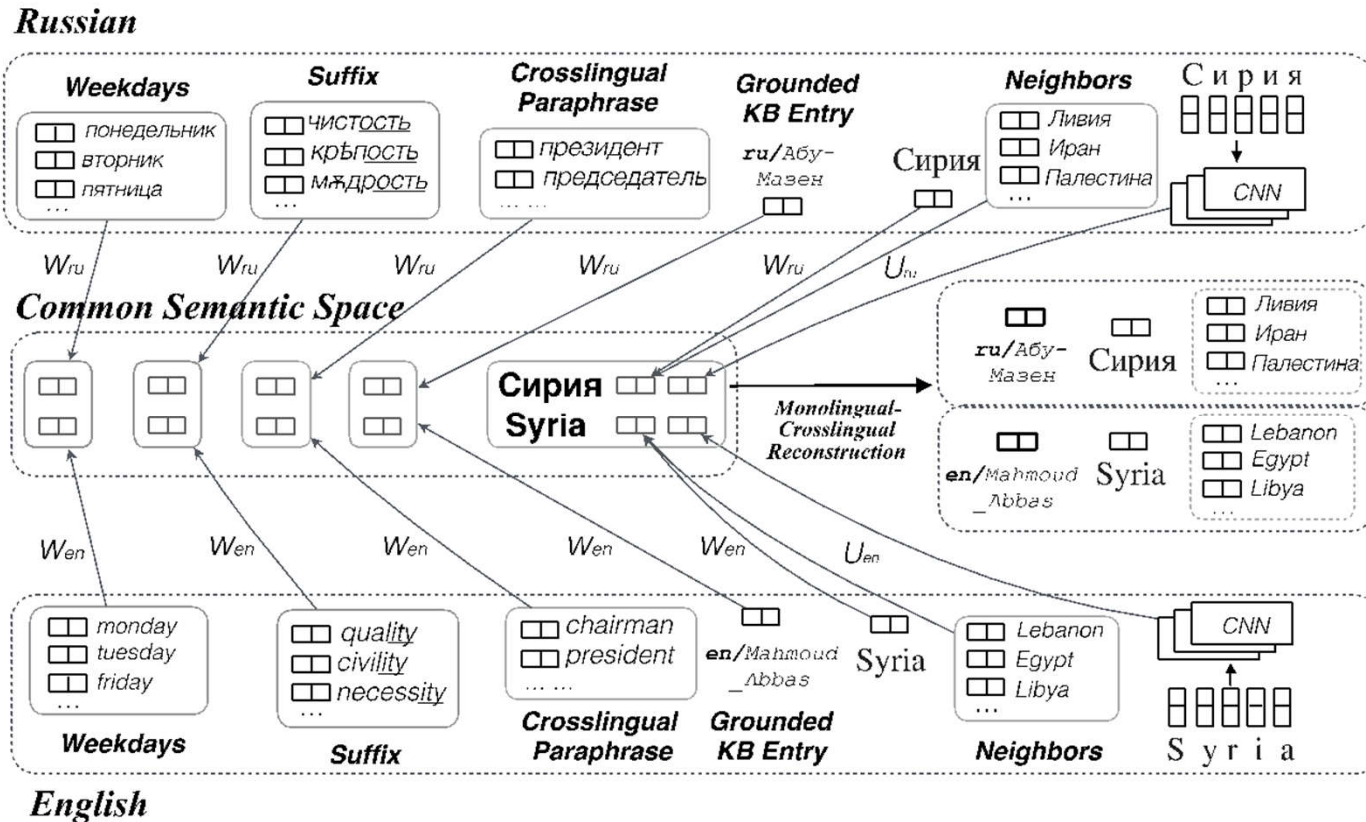 Russian
Weekdays
понедельник
вторник
пятница
...
Suffix
чистость
крѣпость
мѫдрость
...
Crosslingual
Paraphrase
президент
председатель
... ...
Grounded
KB Entry
ru/Абу-
Мазен
Сирия
Neighbors
Ливия
Иран
Палестина
...
Сирия
CNN
Wru
Wru
Wru
Wru
Wru
Uru
Common Semantic Space
Сирия
Syria
Monolingual-
Crosslingual
Reconstruction
ru/Абу-
Мазен
Сирия
Ливия
Иран
Палестина
...
en/Mahmoud
_Abbas
Syria
Lebanon
Egypt
Libya
...
Wen
Wen
Wen
Wen
Wen
Uen
monday
tuesday
friday
...
Weekdays
quality
civility
necessity
...
Suffix
chairman
president
... ...
Crosslingual
Paraphrase
en/Mahmoud
_Abbas
Grounded
KB Entry
Syria
Lebanon
Egypt
Libya
...
Neighbors
CNN
Syria
English